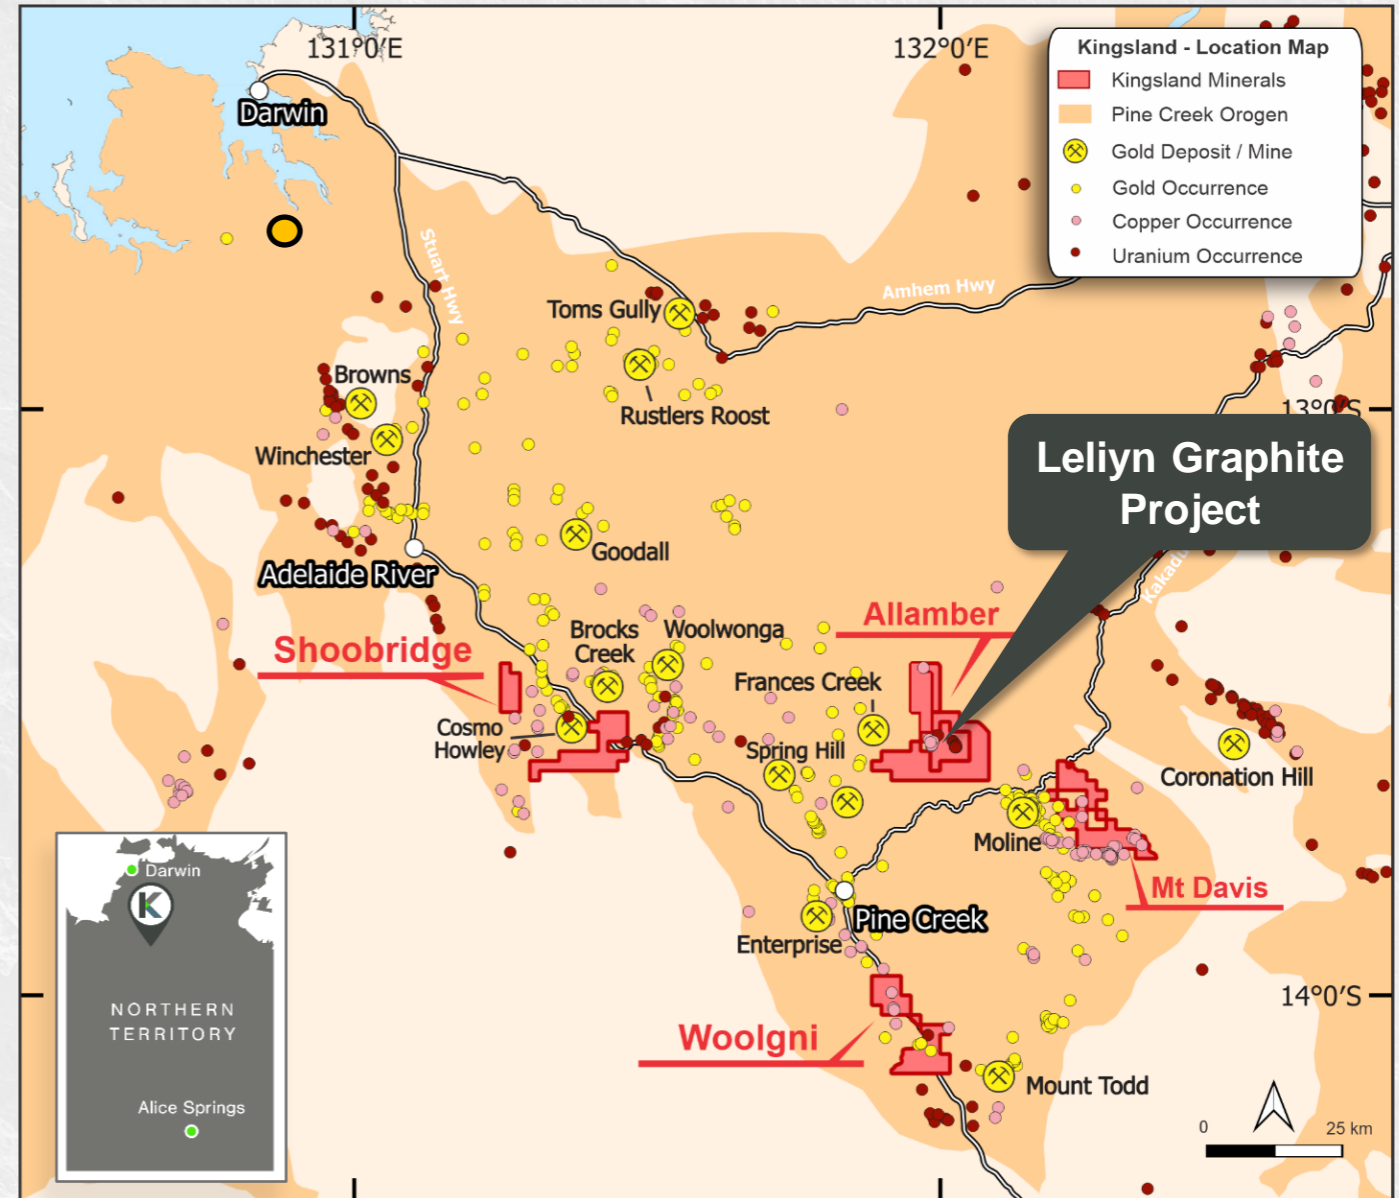 131°0'E
132°0'E
Kingsland - Location Map
Kingsland Minerals
Pine Creek Orogen
Gold Deposit / Mine
Gold Occurrence
Copper Occurrence
Uranium Occurrence
Darwin
Stuart Hwy
Arnhem Hwy
Toms Gully
Rustlers Roost
Browns
Winchester
13°0'S
Leliyn Graphite
Project
Goodall
Adelaide River
Kakadu
Allamber
Shoobridge
Brocks
Creek
Woolwonga
Frances Creek
Cosmo
Howley
Spring Hill
Coronation Hill
Moline
Mt Davis
Darwin
K
NORTHERN
TERRITORY
Alice Springs
Pine Creek
Enterprise
14°0'S
Woolgni
Mount Todd
0
25 km